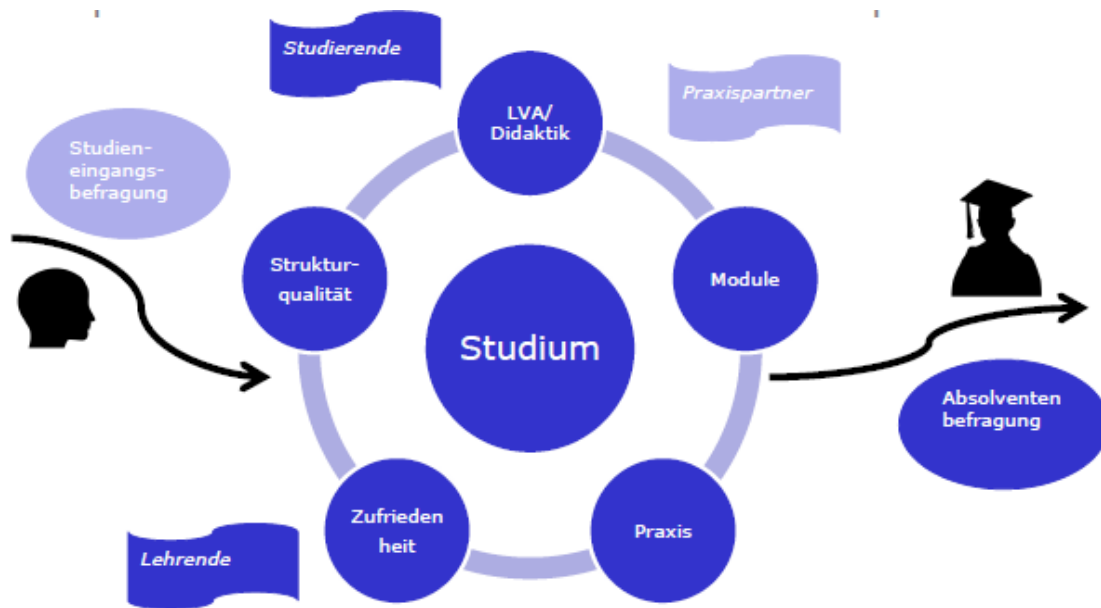 Studierende
Praxispartner
LVA/
Didaktik
Studien-
eingangs-
befragung
Struktur-
qualität
Module
Studium
Absolventen
befragung
Zufrieden
heit
Praxis
Lehrende